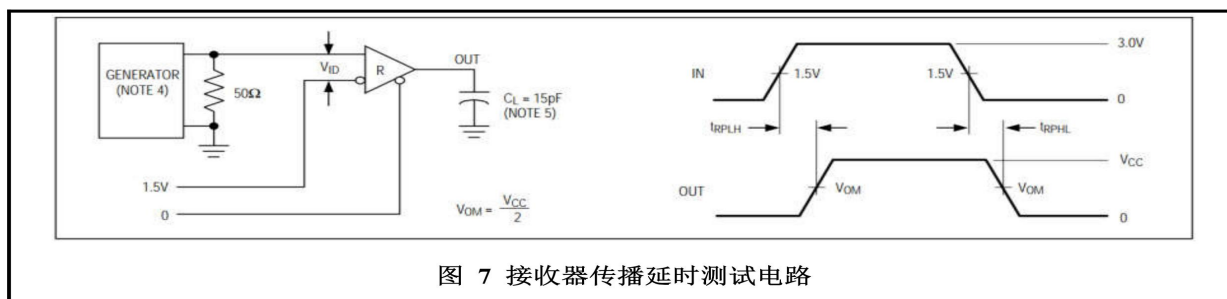 GENERATOR
(NOTE 4)
50Ω
VID
R
OUT
CL = 15pF
(NOTE 5)
1.5V
0
VOM = VCC
2
IN
1.5V
1.5V
3.0V
0
tRPLH
tRPHL
OUT
VOM
VOM
VCC
0
图 7 接收器传播延时测试电路